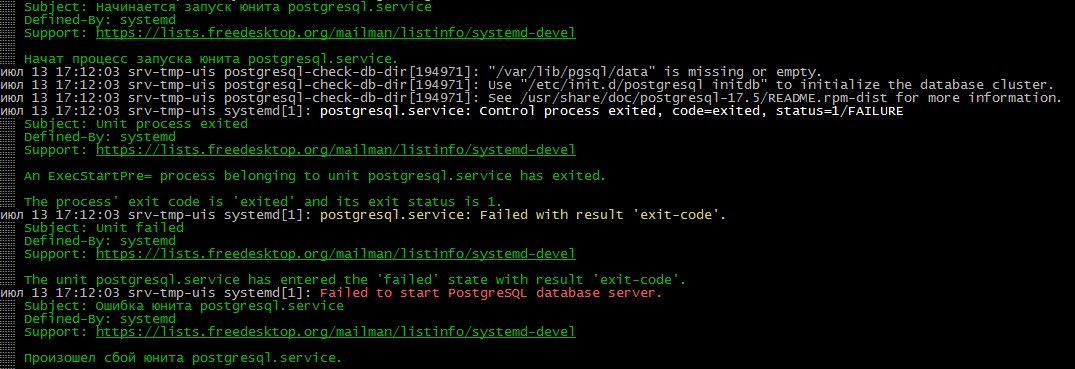 Subject: Начинается запуск юнита postgresql.service
Defined-By: systemd
Support: https://lists.freedesktop.org/mailman/listinfo/systemd-devel
Начат процесс запуска юнита postgresql.service.
июл 13 17:12:03 srv-tmp-uis postgresql-check-db-dir[194971]: "/var/lib/pgsql/data" is missing or empty.
июл 13 17:12:03 srv-tmp-uis postgresql-check-db-dir[194971]: Use "/etc/init.d/postgresql initdb" to initialize the database cluster.
июл 13 17:12:03 srv-tmp-uis postgresql-check-db-dir[194971]: See /usr/share/doc/postgresql-17.5/README.rpm-dist for more information.
июл 13 17:12:03 srv-tmp-uis systemd[1]: postgresql.service: Control process exited, code=exited, status=1/FAILURE
Subject: Unit process exited
Defined-By: systemd
Support: https://lists.freedesktop.org/mailman/listinfo/systemd-devel
An ExecStartPre= process belonging to unit postgresql.service has exited.
The process' exit code is 'exited' and its exit status is 1.
июл 13 17:12:03 srv-tmp-uis systemd[1]: postgresql.service: Failed with result 'exit-code'.
Subject: Unit failed
Defined-By: systemd
Support: https://lists.freedesktop.org/mailman/listinfo/systemd-devel
The unit postgresql.service has entered the 'failed' state with result 'exit-code'.
июл 13 17:12:03 srv-tmp-uis systemd[1]: Failed to start PostgreSQL database server.
Subject: Ошибка юнита postgresql.service
Defined-By: systemd
Support: https://lists.freedesktop.org/mailman/listinfo/systemd-devel
Произошел сбой юнита postgresql.service.